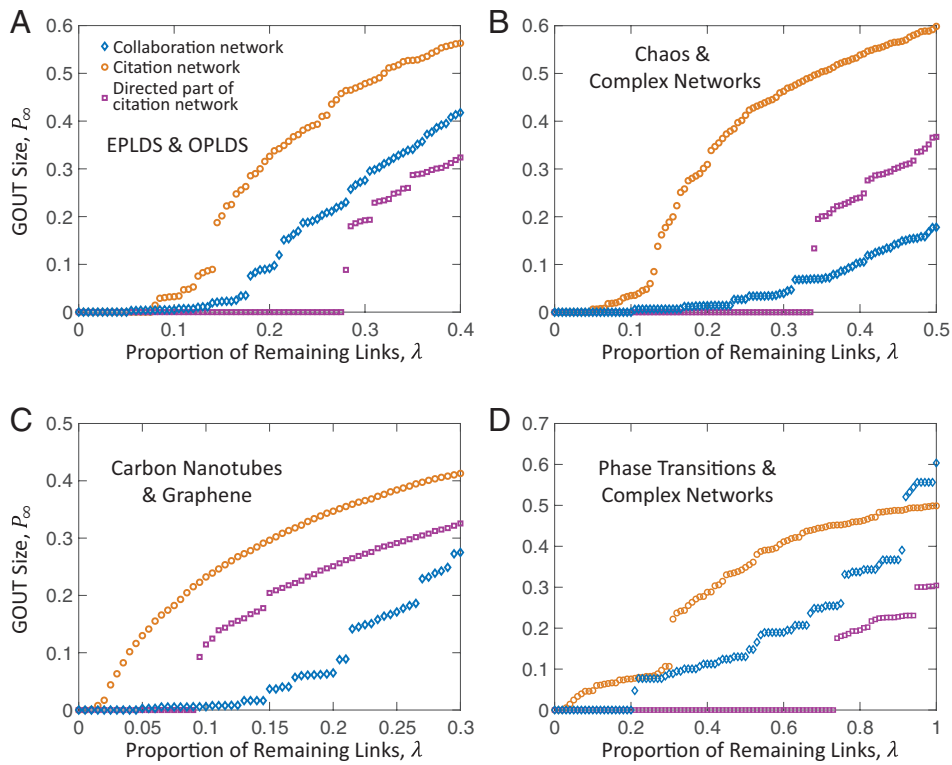 A
Collaboration network
Citation network
Directed part of
citation network
EPLDS & OPLDS
GOUT Size, P∞
0.6
0.5
0.4
0.3
0.2
0.1
0
0 0.1 0.2 0.3 0.4
Proportion of Remaining Links, λ
B
Chaos &
Complex Networks
0.6
0.5
0.4
0.3
0.2
0.1
0
0 0.1 0.2 0.3 0.4 0.5
Proportion of Remaining Links, λ
C
Carbon Nanotubes
& Graphene
GOUT Size, P∞
0.5
0.4
0.3
0.2
0.1
0
0 0.05 0.1 0.15 0.2 0.25 0.3
Proportion of Remaining Links, λ
D
Phase Transitions &
Complex Networks
0.7
0.6
0.5
0.4
0.3
0.2
0.1
0
0 0.2 0.4 0.6 0.8 1
Proportion of Remaining Links, λ